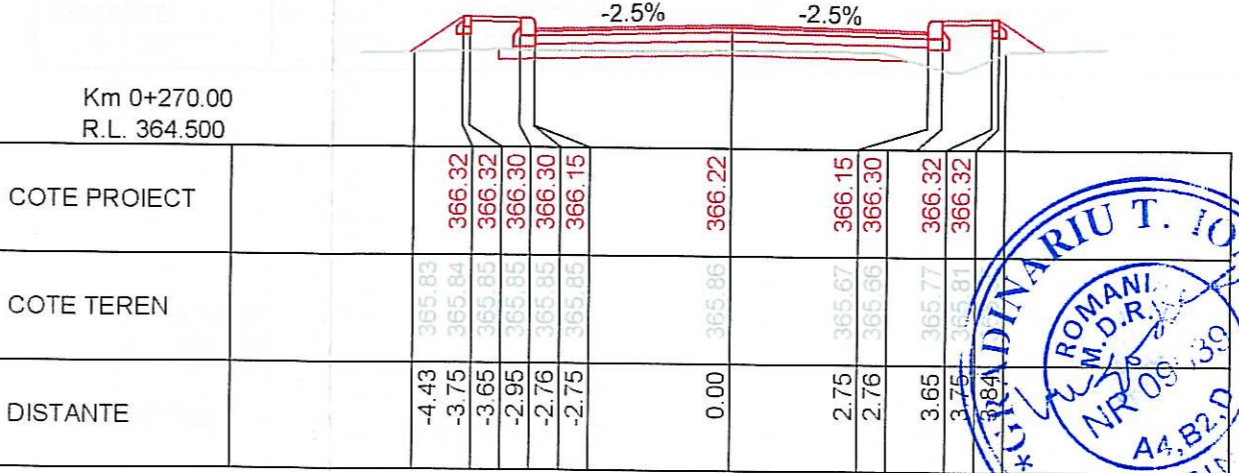 -2.5% -2.5%
Km 0+270.00
R.L. 364.500
COTE PROIECT 366.32 366.32 366.30 366.30 366.15 366.22 366.15 366.30 366.32 366.32
COTE TEREN 365.83 365.84 365.85 365.85 365.85 365.85 365.86 365.67 365.66 365.77 365.81
DISTANTE -4.43 -3.75 -3.65 -2.95 -2.76 -2.75 0.00 2.75 2.76 3.65 3.75 3.84
*GRADINARIU T.
ROMANI
M.D.R.
NR
A4,B2,D